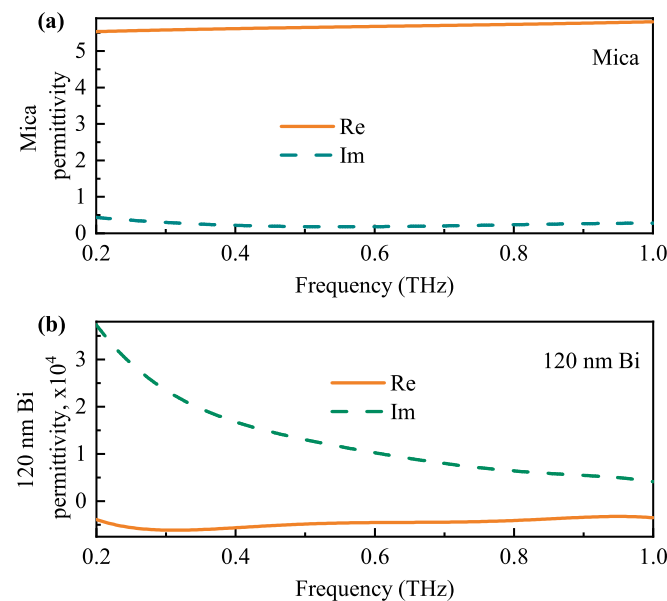 (a)
Mica
Mica
permittivity
5
4
3
2
1
0
Re
Im
0.2 0.4 0.6 0.8 1.0
Frequency (THz)
(b)
120 nm Bi
120 nm Bi
permittivity, x10⁴
3
2
1
0
Re
Im
0.2 0.4 0.6 0.8 1.0
Frequency (THz)